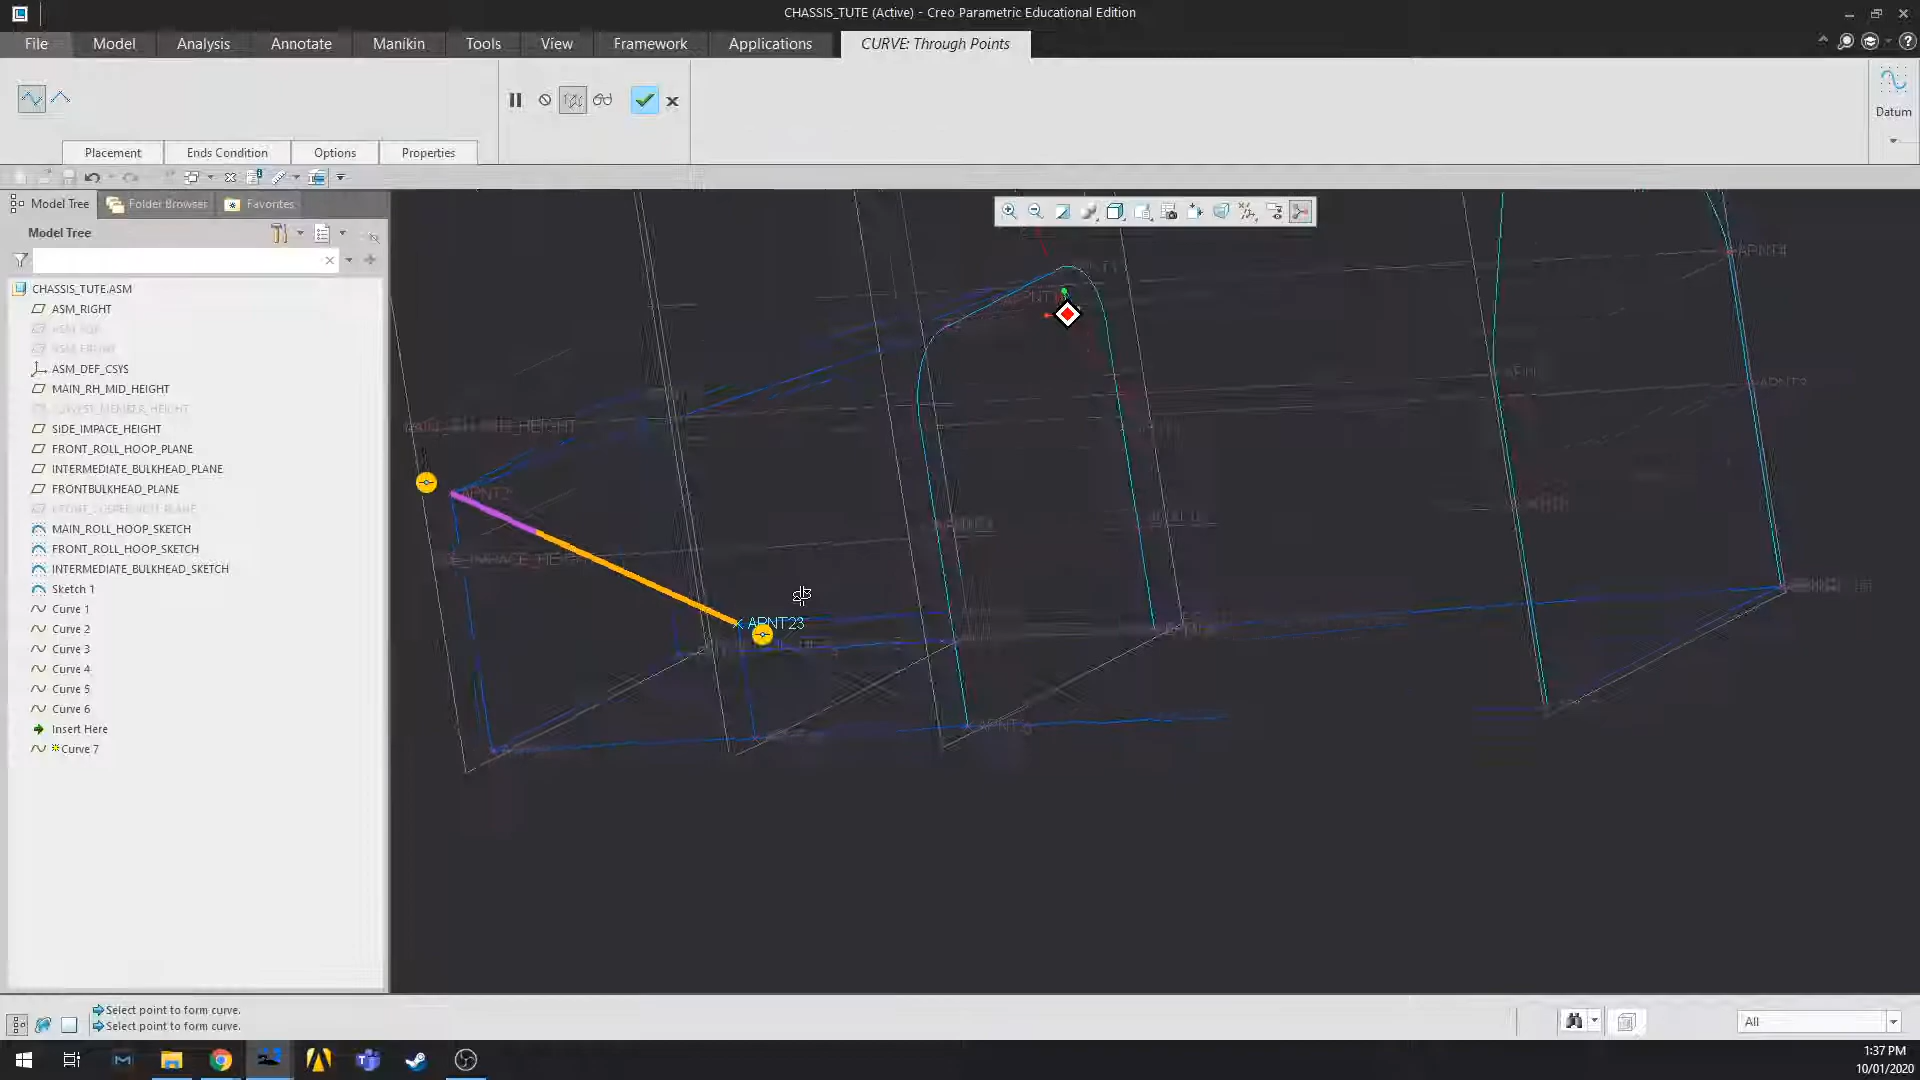 CHASSIS_TUTE (Active) - Creo Parametric Educational Edition
File Model Analysis Annotate Manikin Tools View Framework Applications CURVE: Through Points
Datum
Placement Ends Condition Options Properties
Model Tree Folder Browser Favorites
Model Tree
CHASSIS_TUTE.ASM
ASM_RIGHT
ASM_FRONT
ASM_DEF_CSYS
MAIN_RH_MID_HEIGHT
LOWEST_MEMBER_HEIGHT
SIDE_IMPACE_HEIGHT
FRONT_ROLL_HOOP_PLANE
INTERMEDIATE_BULKHEAD_PLANE
FRONTBULKHEAD_PLANE
MAIN_ROLL_HOOP_SKETCH
FRONT_ROLL_HOOP_SKETCH
INTERMEDIATE_BULKHEAD_SKETCH
Sketch 1
Curve 1
Curve 2
Curve 3
Curve 4
Curve 5
Curve 6
Insert Here
Curve 7
APNT23
Select point to form curve.
Select point to form curve.
All
1:37 PM
10/01/2020